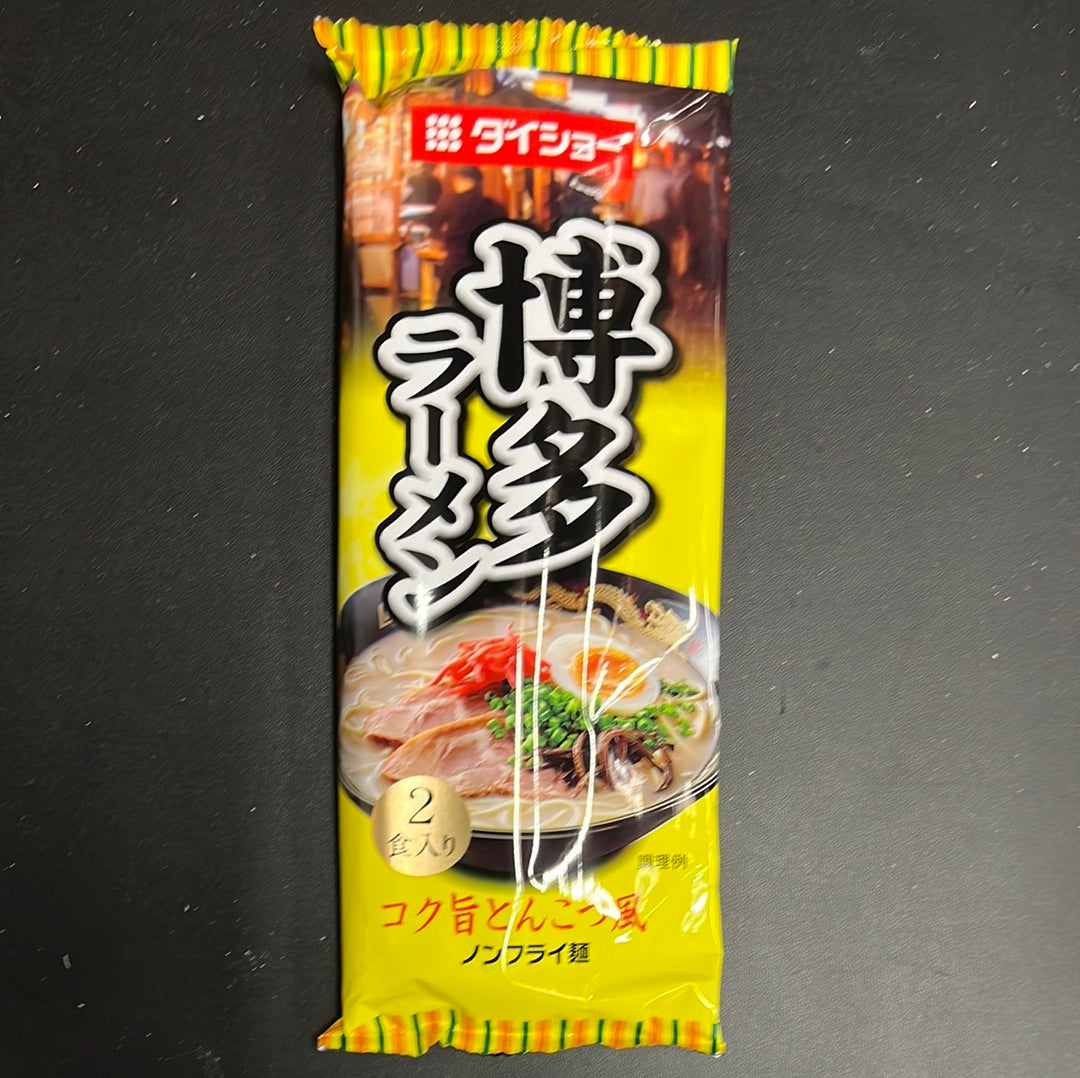 ダイショー
博多
ラーメン
2
食入り
調理例
コク旨とんこつ風
ノンフライ麺